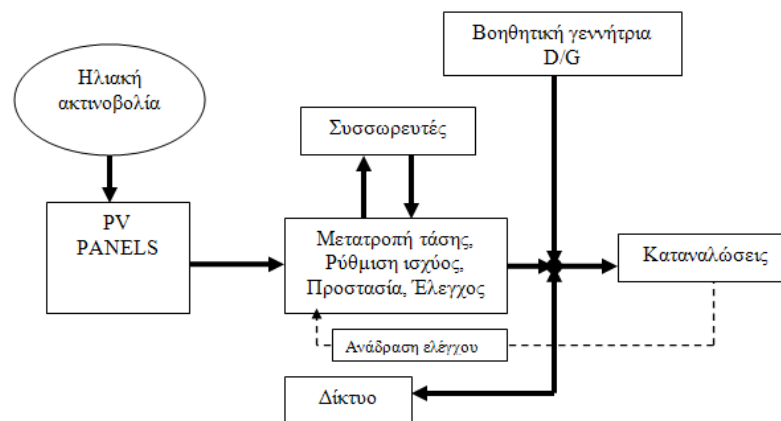 Βοηθητική γεννήτρια
D/G
Ηλιακή
ακτινοβολία
Συσσωρευτές
PV
PANELS
Μετατροπή τάσης,
Ρύθμιση ισχύος,
Προστασία, Έλεγχος
Καταναλώσεις
Ανάδραση ελέγχου
Δίκτυο